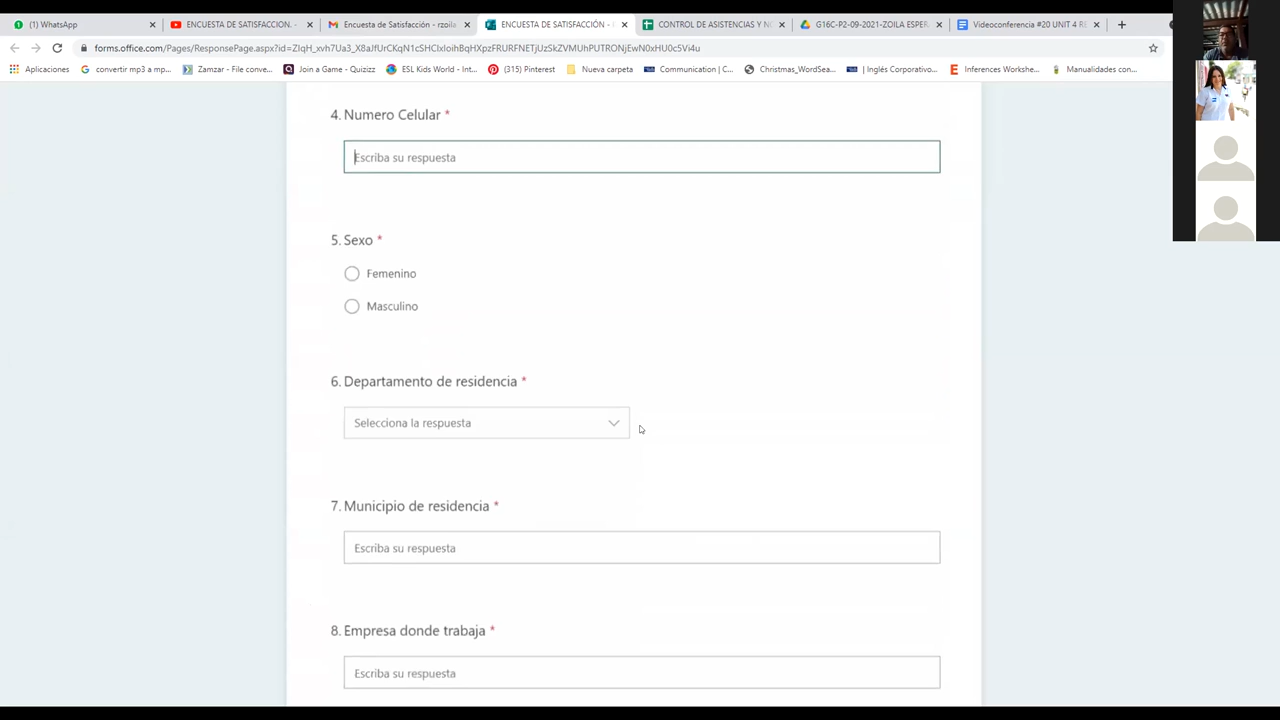 (1) WhatsApp
ENCUESTA DE SATISFACCION.
Encuesta de Satisfacción - rzoila
ENCUESTA DE SATISFACCIÓN -
CONTROL DE ASISTENCIAS Y NO
G16C-P2-09-2021-ZOILA ESPER
Videoconferencia #20 UNIT 4 RE
forms.office.com/Pages/ResponsePage.aspx?id=
Aplicaciones
convertir mp3 a mp...
Zamzar - File conve...
Join a Game - Quizizz
ESL Kids World - Int...
Pinterest
Nueva carpeta
Communication | C...
Christmas_WordSea...
| Inglés Corporativo...
Inferences Workshe...
Manualidades con...
4. Numero Celular *
Escriba su respuesta
5. Sexo *
Femenino
Masculino
6. Departamento de residencia *
Selecciona la respuesta
7. Municipio de residencia *
Escriba su respuesta
8. Empresa donde trabaja *
Escriba su respuesta